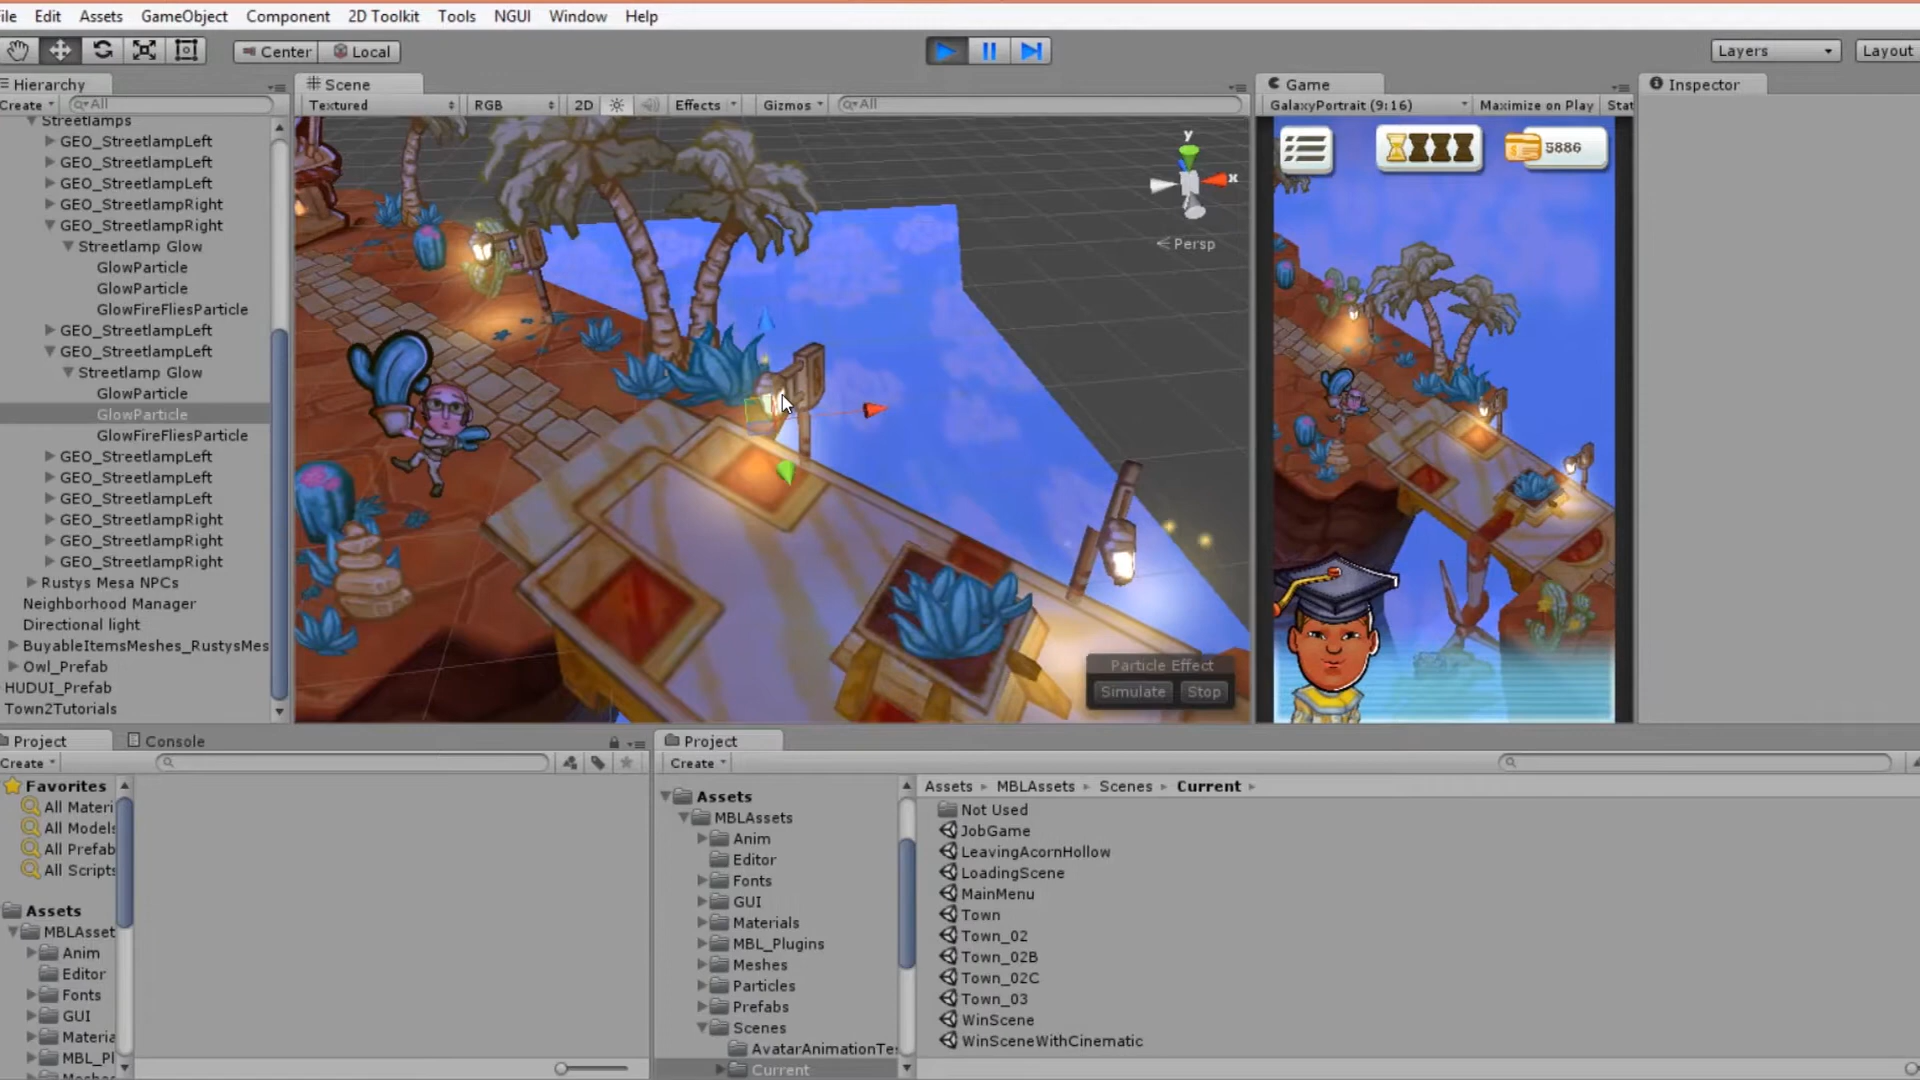 ile Edit Assets GameObject Component 2D Toolkit Tools NGUI Window Help
Center Local Layers Layout
Hierarchy Scene Game Inspector
Create All Textured RGB 2D Effects Gizmos All GalaxyPortrait (9:16) Maximize on Play Stat
Streetlamps
GEO_StreetlampLeft
GEO_StreetlampLeft
GEO_StreetlampLeft
GEO_StreetlampRight
GEO_StreetlampRight
Streetlamp Glow
GlowParticle
GlowParticle
GlowFireFliesParticle
GEO_StreetlampLeft
GEO_StreetlampLeft
Streetlamp Glow
GlowParticle
GlowParticle
GlowFireFliesParticle
GEO_StreetlampLeft
GEO_StreetlampLeft
GEO_StreetlampLeft
GEO_StreetlampRight
GEO_StreetlampRight
GEO_StreetlampRight
Rustys Mesa NPCs
Neighborhood Manager
Directional light
BuyableItemsMeshes_RustysMes
Owl_Prefab
HUDUI_Prefab
Town2Tutorials
y
x
Persp
Particle Effect
Simulate Stop
5886
Project Console
Create
Favorites
All Materi
All Models
All Prefab
All Scripts
Assets
MBLAsset
Anim
Editor
Fonts
GUI
Materia
MBL_Pl
Project
Create
Assets
MBLAssets
Anim
Editor
Fonts
GUI
Materials
MBL_Plugins
Meshes
Particles
Prefabs
Scenes
AvatarAnimationTe
Current
Assets MBLAssets Scenes Current
Not Used
JobGame
LeavingAcornHollow
LoadingScene
MainMenu
Town
Town_02
Town_02B
Town_02C
Town_03
WinScene
WinSceneWithCinematic